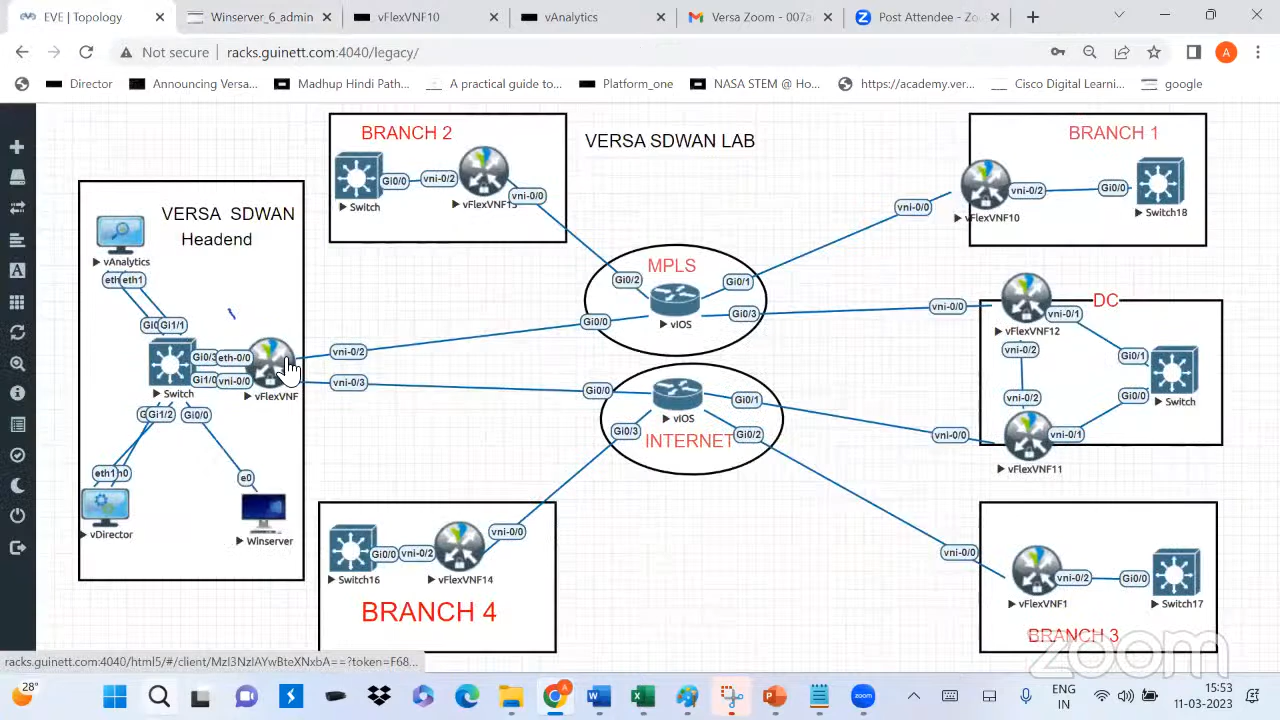 EVE | Topology
Winserver_6_admin
vFlexVNF10
vAnalytics
Versa Zoom - 007a
Post Attendee - Zo
Not secure
racks.guinett.com:4040/legacy/
A
Director
Announcing Versa...
Madhup Hindi Path...
A practical guide to...
Platform_one
NASA STEM @ Ho...
https://academy.ver...
Cisco Digital Learni...
google
BRANCH 2
VERSA SDWAN LAB
BRANCH 1
Gi0/0
vni-0/2
vni-0/0
Switch
vni-0/0
vni-0/2
Gi0/0
vFlexVNF10
Switch18
VERSA SDWAN
Headend
vAnalytics
eth1
Gi1/1
Gi0/3
eth-0/0
Gi1/0
vni-0/0
Switch
vFlexVNF
vni-0/2
vni-0/3
Gi1/2
Gi0/0
eth1
e0
vDirector
Winserver
MPLS
Gi0/2
Gi0/1
Gi0/0
Gi0/3
vIOS
Gi0/0
Gi0/1
vIOS
Gi0/3
Gi0/2
INTERNET
DC
vni-0/0
vni-0/1
vFlexVNF12
vni-0/2
Gi0/1
vni-0/2
Gi0/0
Switch
vni-0/0
vni-0/1
vFlexVNF11
vni-0/0
Gi0/0
vni-0/2
Switch16
vFlexVNF14
BRANCH 4
vni-0/0
vni-0/2
Gi0/0
vFlexVNF1
Switch17
BRANCH 3
zoom
racks.guinett.com:4040/html5/#/client/MzI3NzIAYwBteXNxbA==?token=F68...
28°
zoom
ENG
IN
15:53
11-03-2023